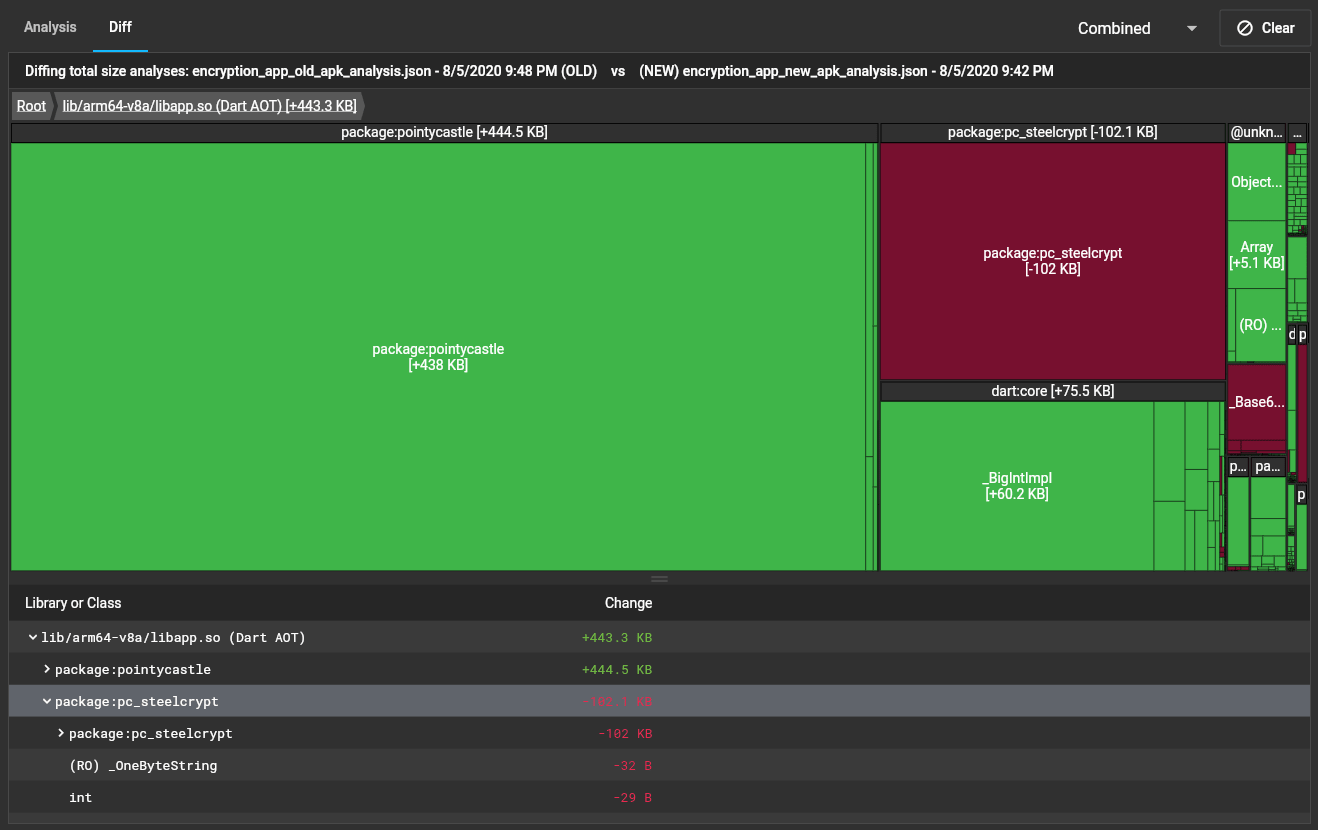 Analysis
Diff
Combined
Clear
Diffing total size analyses: encryption_app_old_apk_analysis.json - 8/5/2020 9:48 PM (OLD) vs (NEW) encryption_app_new_apk_analysis.json - 8/5/2020 9:42 PM
Root
lib/arm64-v8a/libapp.so (Dart AOT) [+443.3 KB]
package:pointycastle [+444.5 KB]
package:pc_steelcrypt [-102.1 KB]
@unkn...
...
package:pointycastle
[+438 KB]
package:pc_steelcrypt
[-102 KB]
dart:core [+75.5 KB]
_BigIntImpl
[+60.2 KB]
Object...
Array
[+5.1 KB]
(RO) ...
_Base6...
p...
pa...
d
p
p
Library or Class
Change
lib/arm64-v8a/libapp.so (Dart AOT)
+443.3 KB
package:pointycastle
+444.5 KB
package:pc_steelcrypt
package:pc_steelcrypt
-102 KB
(RO) _OneByteString
-32 B
int
-29 B